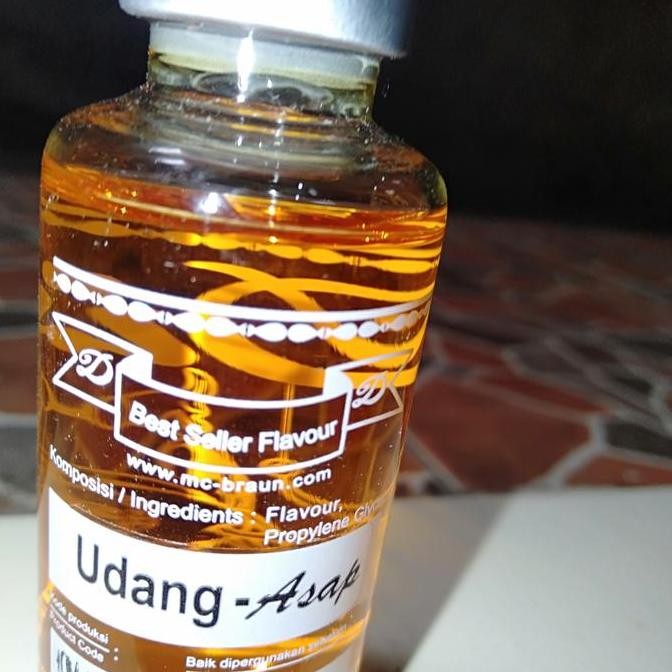 D D
Best Seller Flavour
www.mc-braun.com
Komposisi / Ingredients : Flavour,
Propylene
Udang - Asap
Kode produksi :
Product Code
Baik dipergunakan